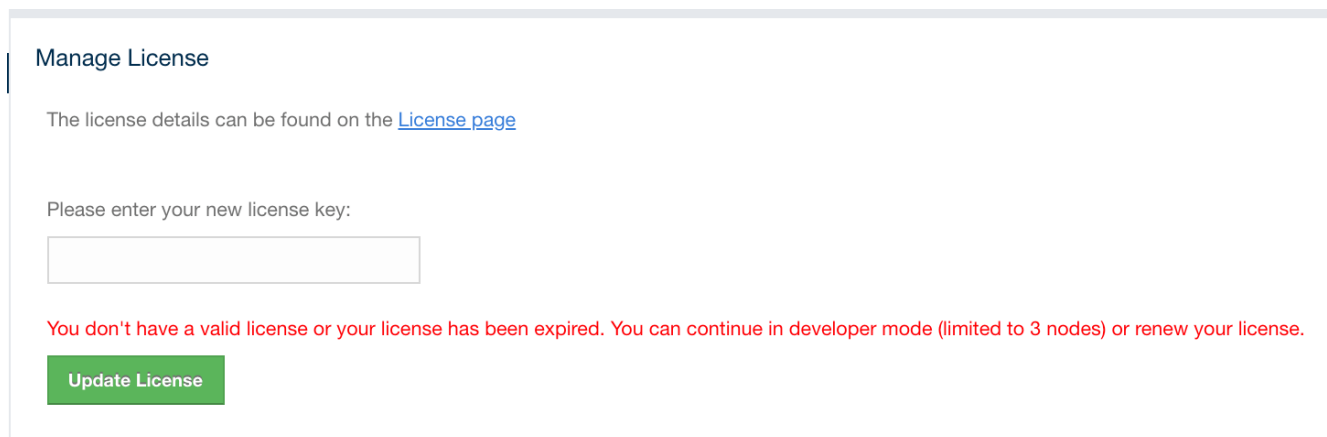 Manage License
The license details can be found on the License page
Please enter your new license key:
You don't have a valid license or your license has been expired. You can continue in developer mode (limited to 3 nodes) or renew your license.
Update License